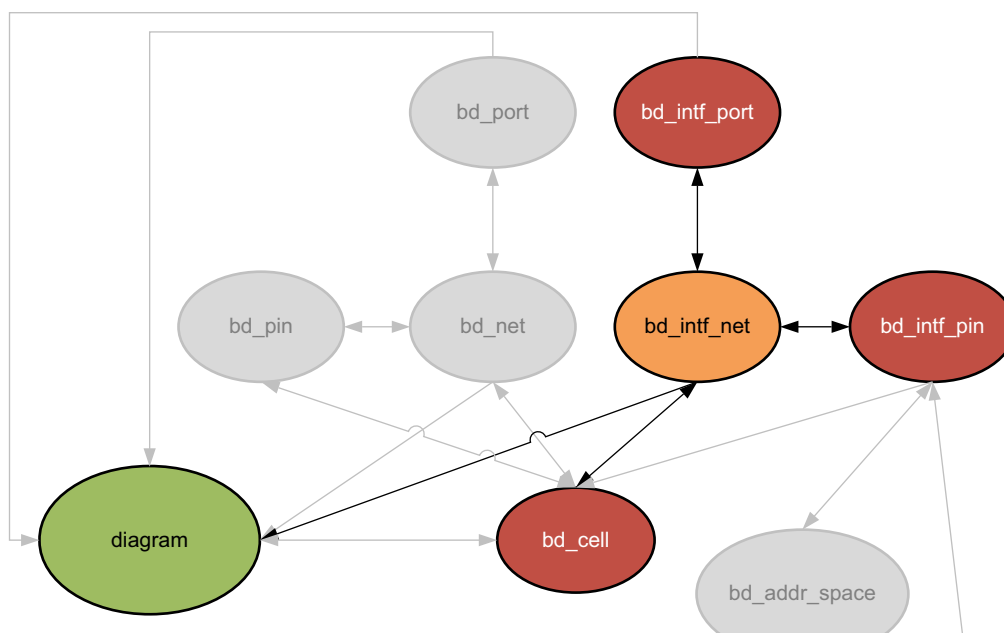 bd_port
bd_intf_port
bd_pin
bd_net
bd_intf_net
bd_intf_pin
diagram
bd_cell
bd_addr_space